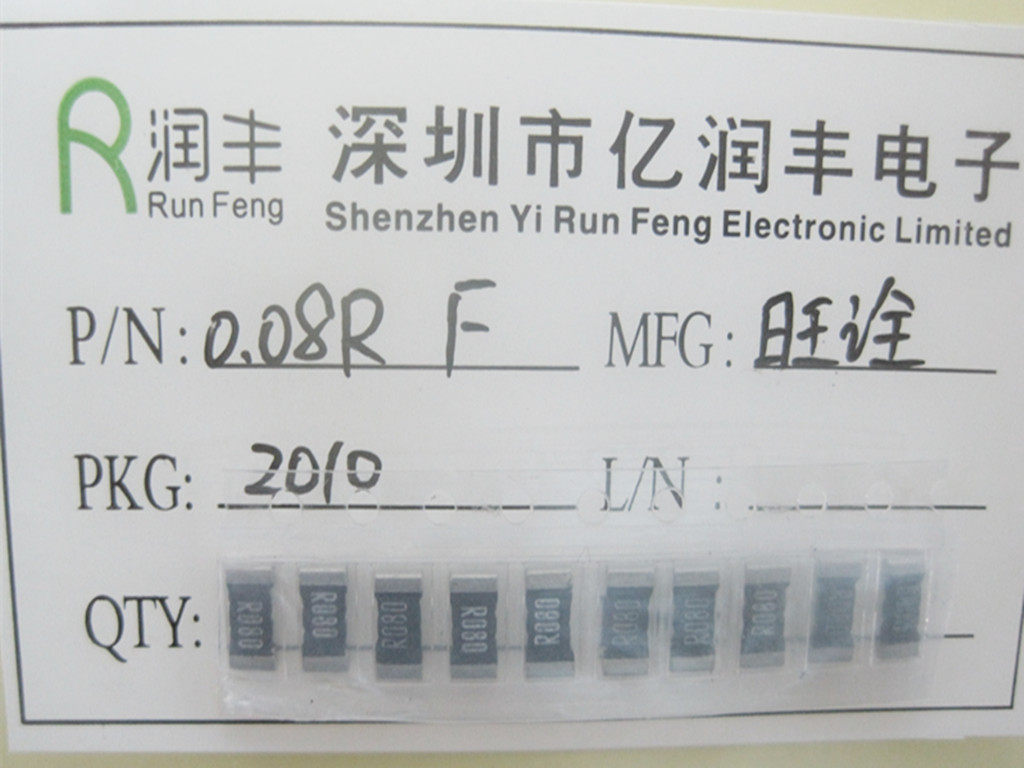 R 润丰 深圳市亿润丰电子
Run Feng Shenzhen Yi Run Feng Electronic Limited
P/N: 0.08R F MFG: 旺诠
PKG: 2010 L/N :
QTY:
R080 R080 R080 R080 R080 R080 R080 R080